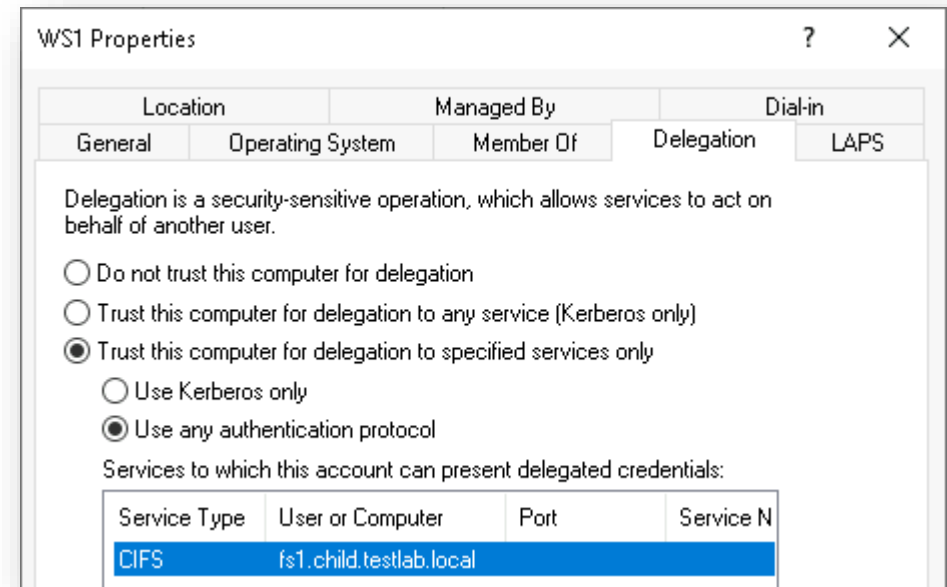 WS1 Properties
?
Location Managed By Dial-in
General Operating System Member Of Delegation LAPS
Delegation is a security-sensitive operation, which allows services to act on
behalf of another user.
Do not trust this computer for delegation
Trust this computer for delegation to any service (Kerberos only)
Trust this computer for delegation to specified services only
Use Kerberos only
Use any authentication protocol
Services to which this account can present delegated credentials:
Service Type User or Computer Port Service N
CIFS fs1.child.testlab.local